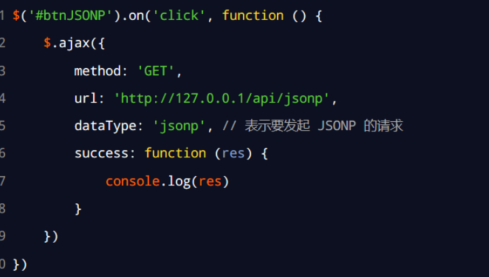 1 $('#btnJSONP').on('click', function () {
2 $.ajax({
3 method: 'GET',
4 url: 'http://127.0.0.1/api/jsonp',
5 dataType: 'jsonp', // 表示要发起 JSONP 的请求
6 success: function (res) {
7 console.log(res)
8 }
9 })
0 })